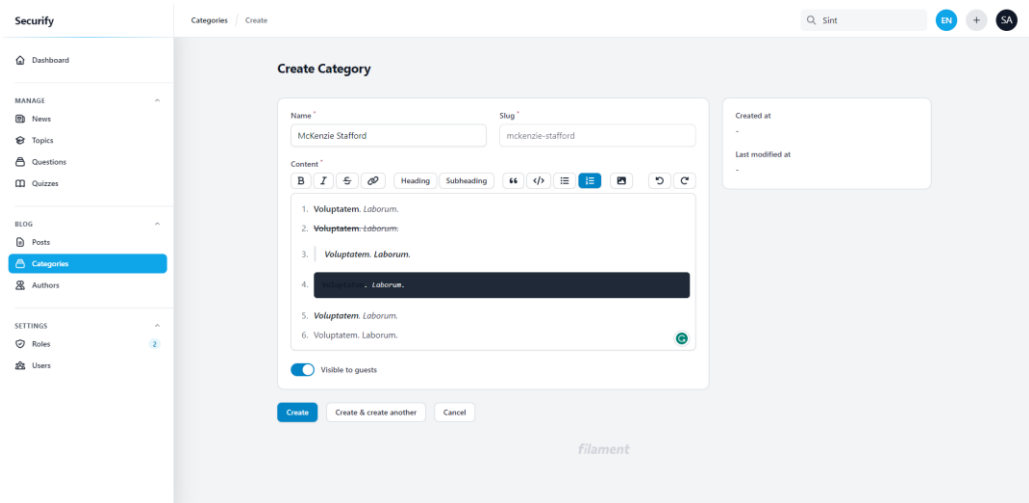 Securify
Categories / Create
Sint
EN
+
SA
Dashboard
MANAGE
News
Topics
Questions
Quizzes
BLOG
Posts
Categories
Authors
SETTINGS
Roles 2
Users
Create Category
Name*
McKenzie Stafford
Slug*
mckenzie-stafford
Content*
B I S Heading Subheading
1. Voluptatem. Laborum.
2. Voluptatem. Laborum.
3. Voluptatem. Laborum.
4. Voluptatem. Laborum.
5. Voluptatem. Laborum.
6. Voluptatem. Laborum.
Visible to guests
Create
Create & create another
Cancel
Created at
-
Last modified at
-
filament